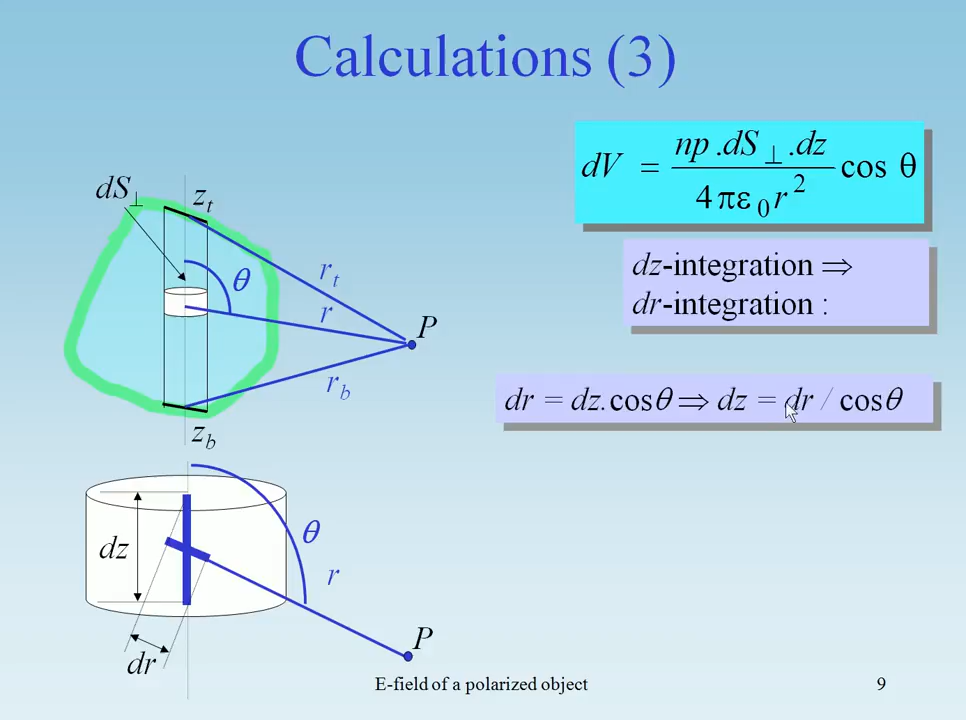 Calculations (3)
dV = np.dS⊥.dz / 4πε₀r² cos θ
dz-integration ⇒
dr-integration :
dr = dz.cosθ ⇒ dz = dr / cosθ
dS⊥
z_t
θ
r_t
r
P
r_b
z_b
dz
θ
r
dr
P
E-field of a polarized object
9